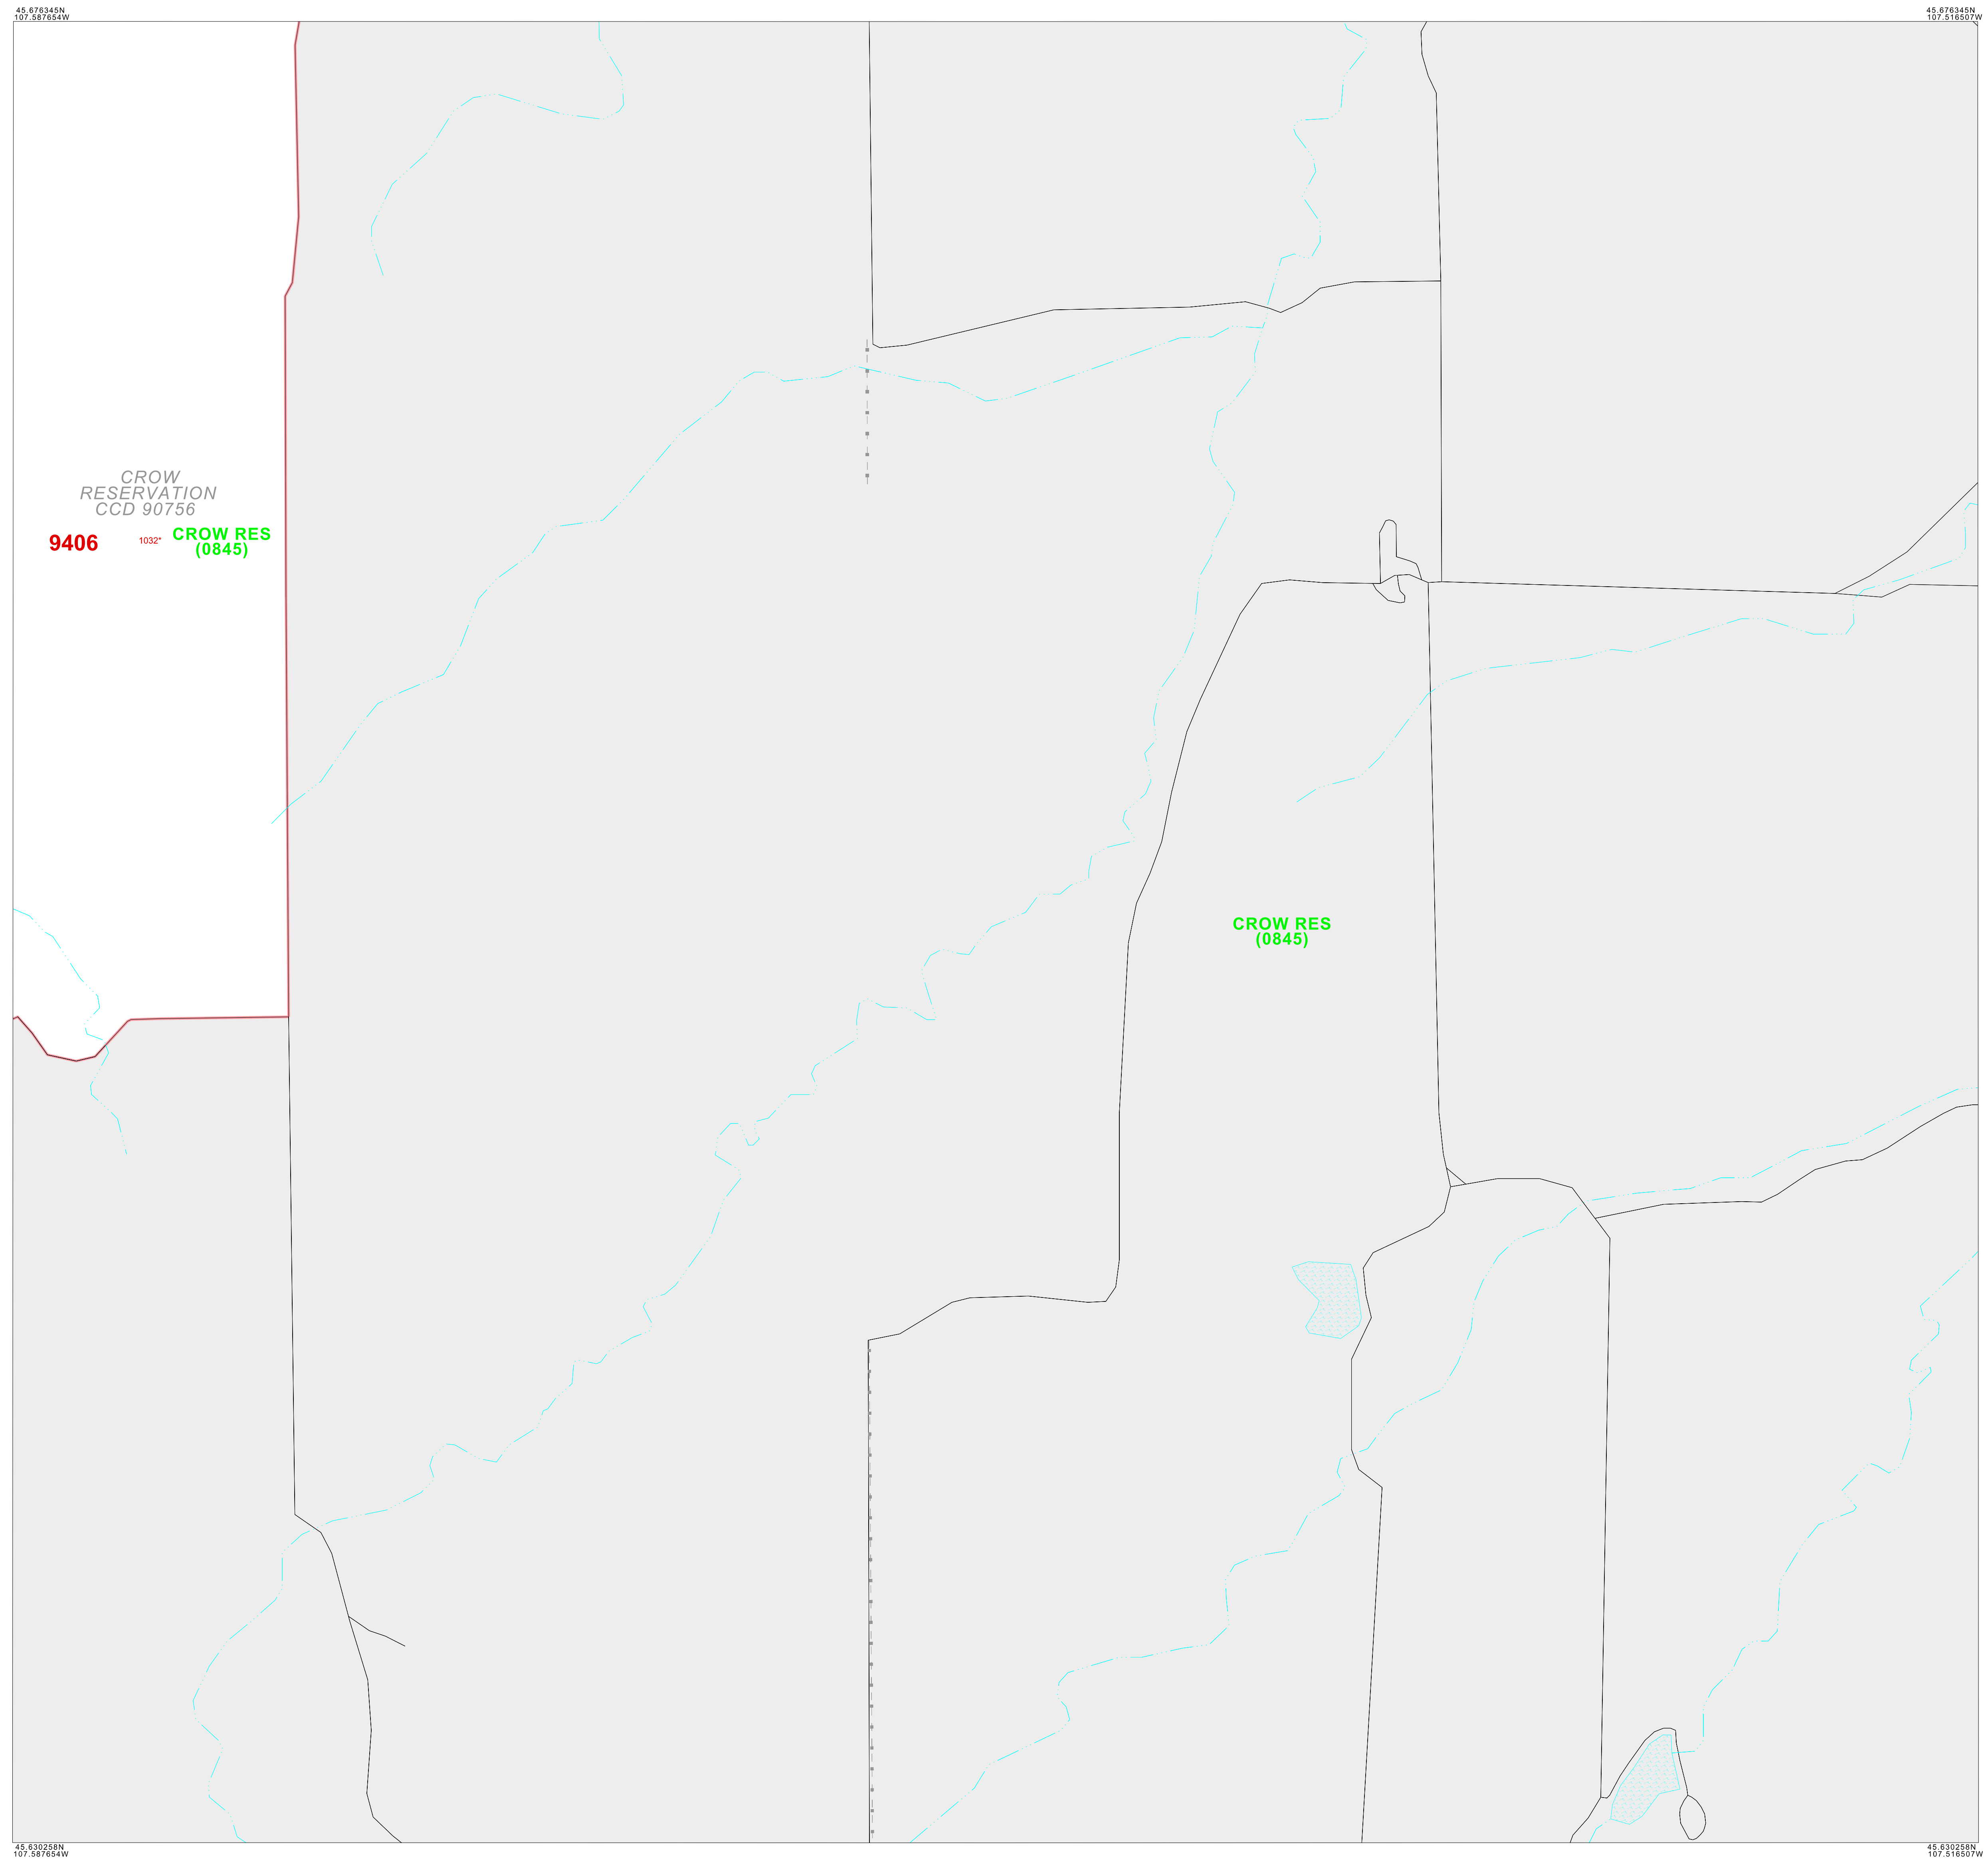 45.676345N
107.587654W
45.676345N
107.516507W
CROW
RESERVATION
CCD 90756
9406
1032*
CROW RES
(0845)
CROW RES
(0845)
45.630258N
107.587654W
45.630258N
107.516507W